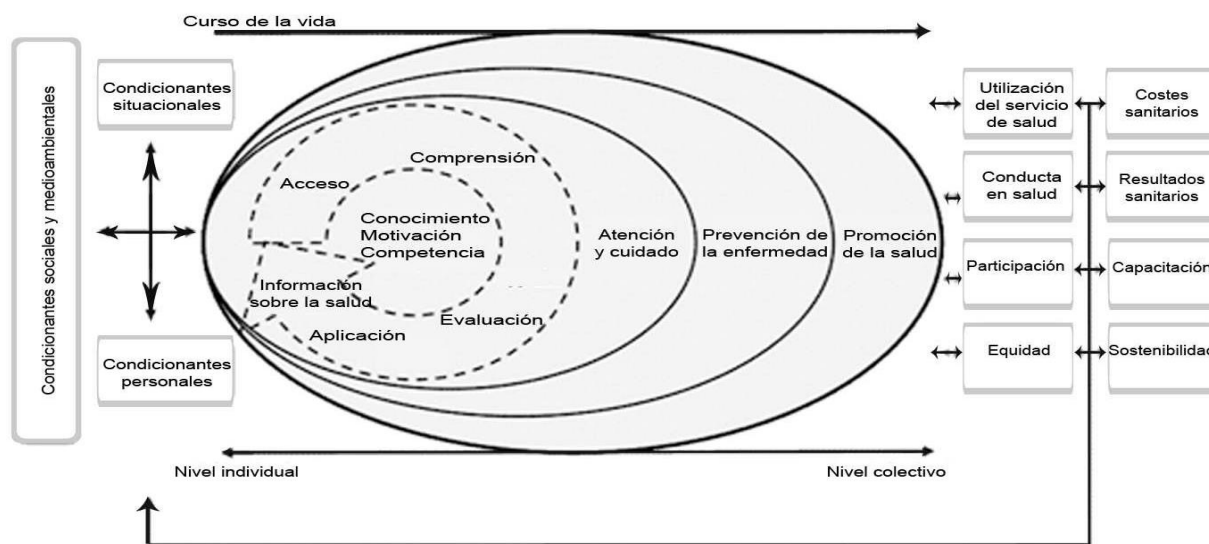 Curso de la vida
Condicionantes sociales y medioambientales
Condicionantes
situacionales
Condicionantes
personales
Comprensión
Acceso
Conocimiento
Motivación
Competencia
Información
sobre la salud
Aplicación
Evaluación
Atención
y cuidado
Prevención de
la enfermedad
Promoción
de la salud
Utilización
del servicio
de salud
Costes
sanitarios
Conducta
en salud
Resultados
sanitarios
Participación
Capacitación
Equidad
Sostenibilidad
Nivel individual
Nivel colectivo